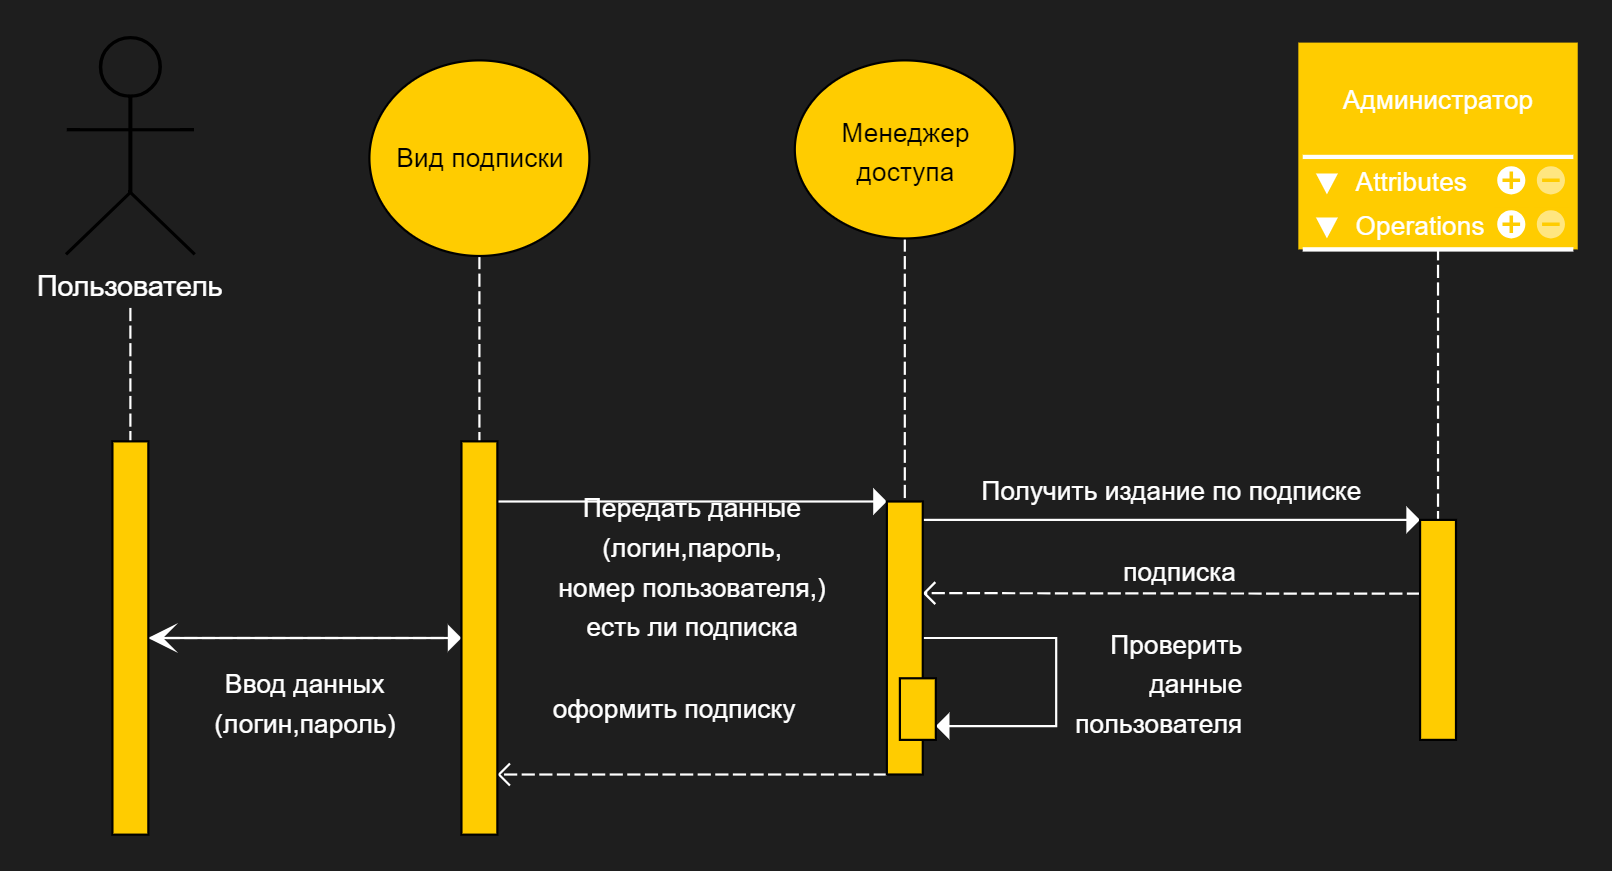 Пользователь
Вид подписки
Менеджер
доступа
Администратор
Attributes
Operations
Передать данные
(логин,пароль,
номер пользователя,)
есть ли подписка
Получить издание по подписке
подписка
Проверить
данные
пользователя
Ввод данных
(логин,пароль)
оформить подписку